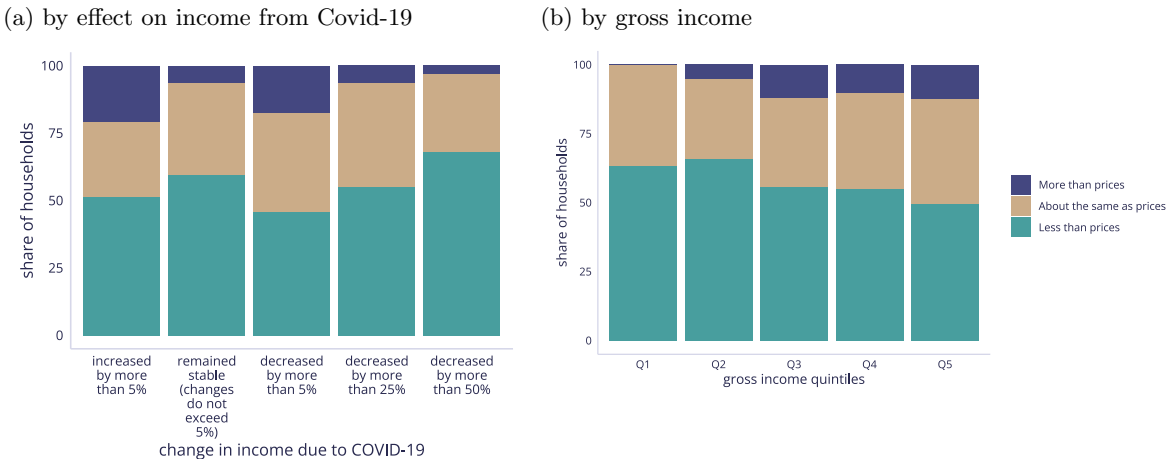 (a) by effect on income from Covid-19
100
75
50
25
0
share of households
increased
by more
than 5%
remained
stable
(changes
do not
exceed
5%)
decreased
by more
than 5%
decreased
by more
than 25%
decreased
by more
than 50%
change in income due to COVID-19
(b) by gross income
100
75
50
25
0
share of households
Q1
Q2
Q3
Q4
Q5
gross income quintiles
More than prices
About the same as prices
Less than prices